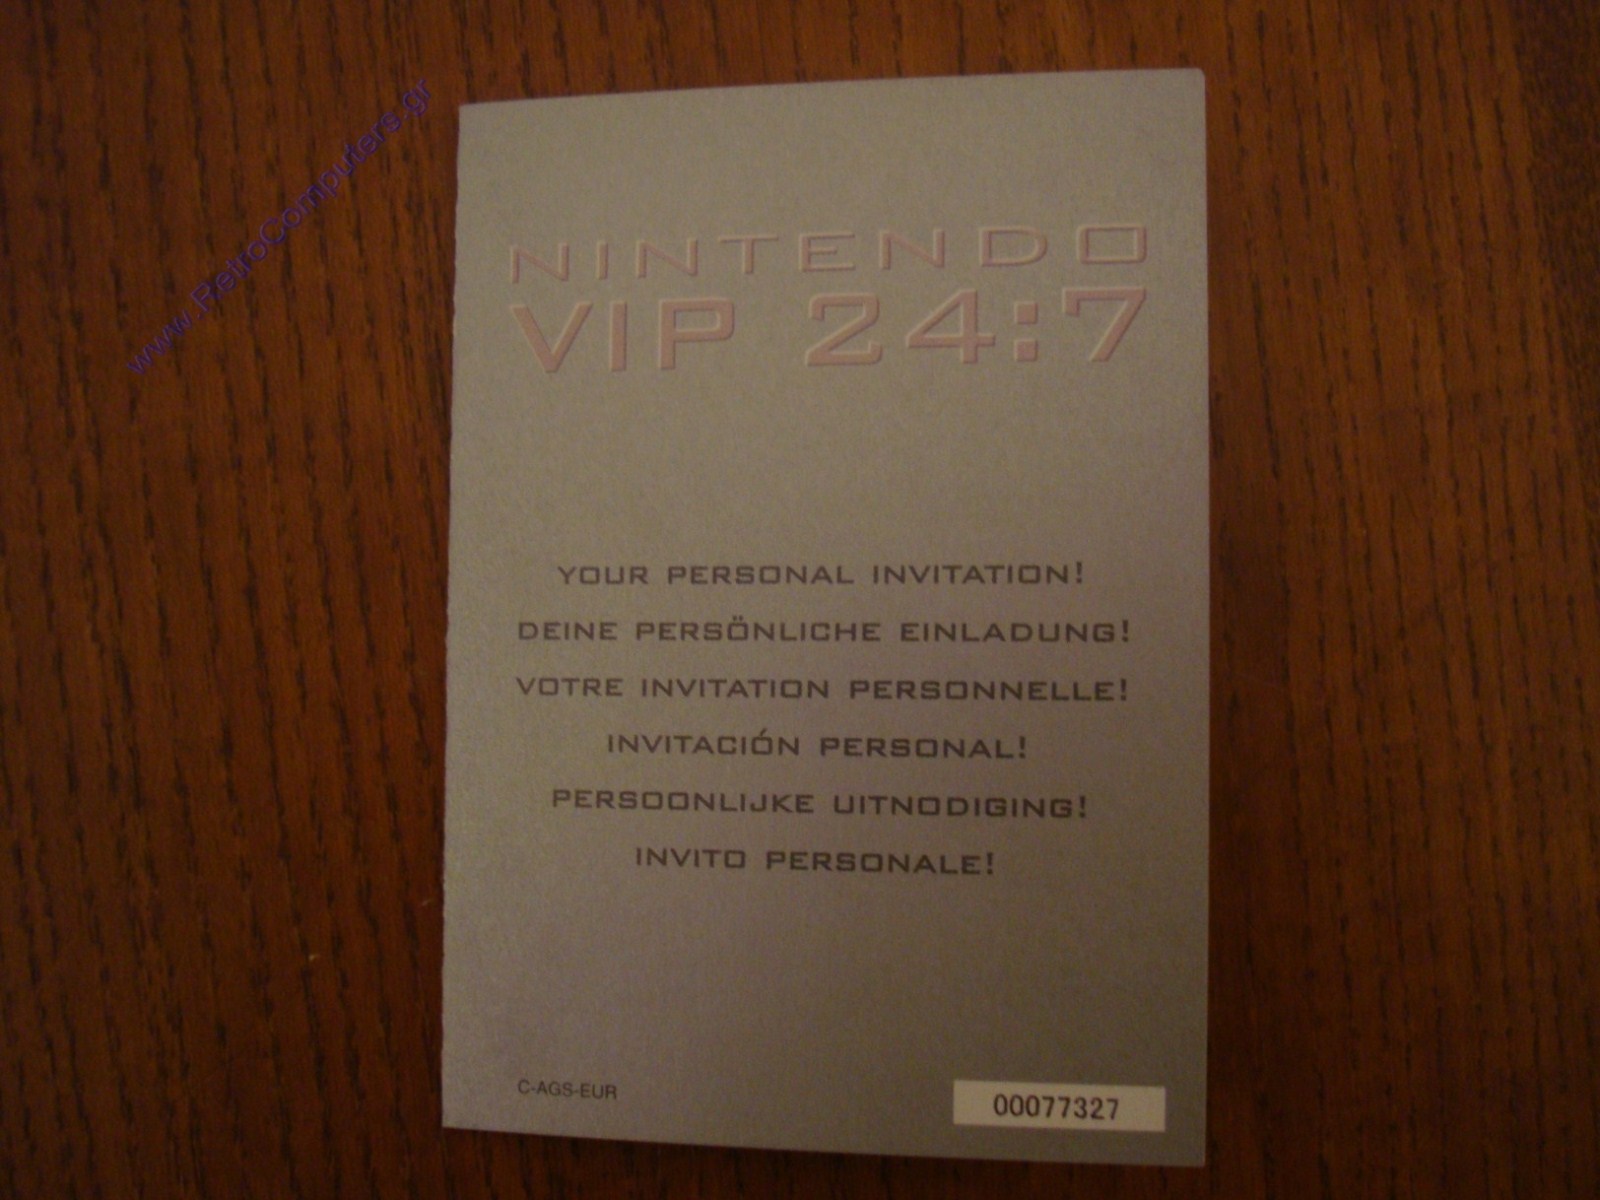 www.RetroComputers.gr
NINTENDO
VIP 24:7
YOUR PERSONAL INVITATION!
DEINE PERSÖNLICHE EINLADUNG!
VOTRE INVITATION PERSONNELLE!
INVITACIÓN PERSONAL!
PERSOONLIJKE UITNODIGING!
INVITO PERSONALE!
C-AGS-EUR
00077327